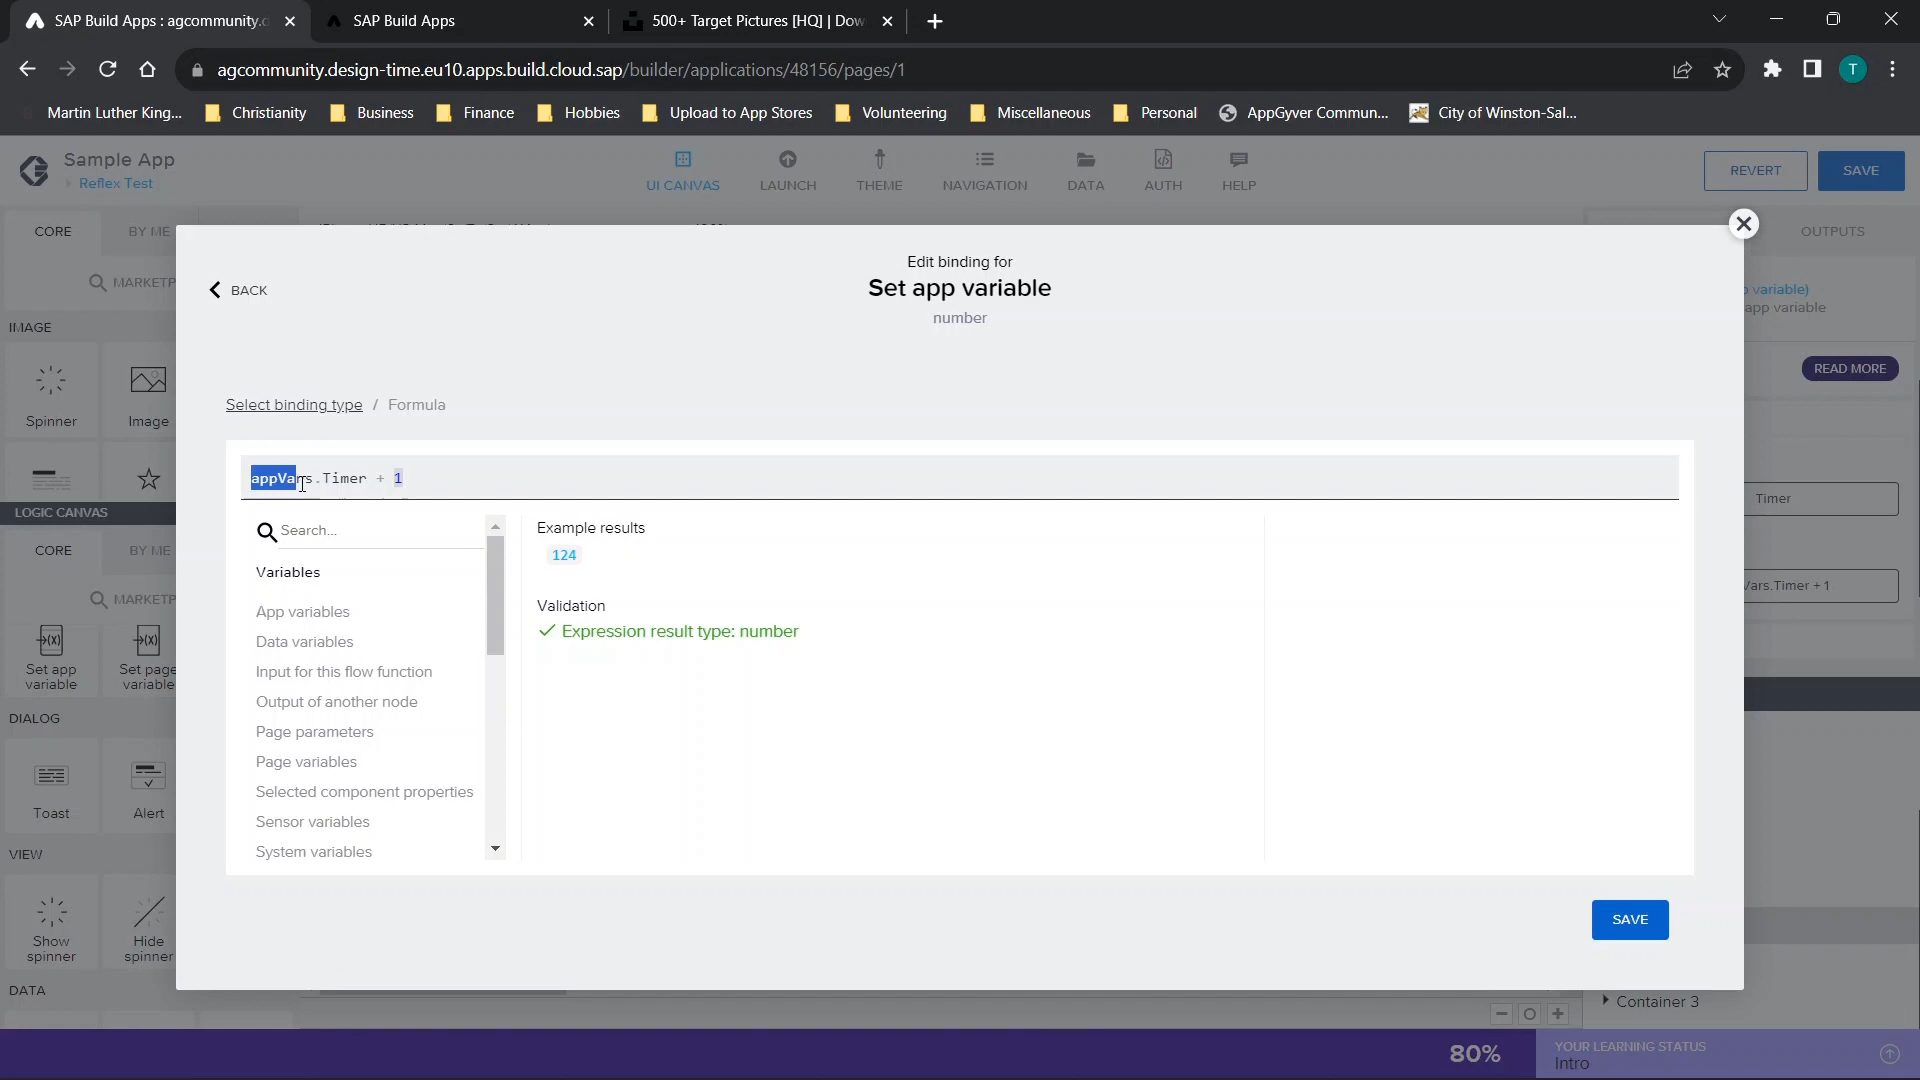 SAP Build Apps : agcommunity.
SAP Build Apps
500+ Target Pictures [HQ] | Dow
agcommunity.design-time.eu10.apps.build.cloud.sap/builder/applications/48156/pages/1
T
Martin Luther King...
Christianity
Business
Finance
Hobbies
Upload to App Stores
Volunteering
Miscellaneous
Personal
AppGyver Commun...
City of Winston-Sal...
Sample App
Reflex Test
UI CANVAS
LAUNCH
THEME
NAVIGATION
DATA
AUTH
HELP
REVERT
SAVE
CORE
BY ME
OUTPUTS
MARKETP
Edit binding for
Set app variable
number
BACK
variable)
app variable
IMAGE
READ MORE
Spinner
Image
Select binding type / Formula
appVars.Timer + 1
Timer
LOGIC CANVAS
CORE
BY ME
MARKETP
Search...
Example results
124
Variables
Validation
Expression result type: number
Vars.Timer + 1
App variables
Data variables
Input for this flow function
Output of another node
Page parameters
Page variables
Selected component properties
Sensor variables
System variables
Set app
variable
Set page
variable
DIALOG
Toast
Alert
VIEW
Show
spinner
Hide
spinner
SAVE
DATA
Container 3
80%
YOUR LEARNING STATUS
Intro